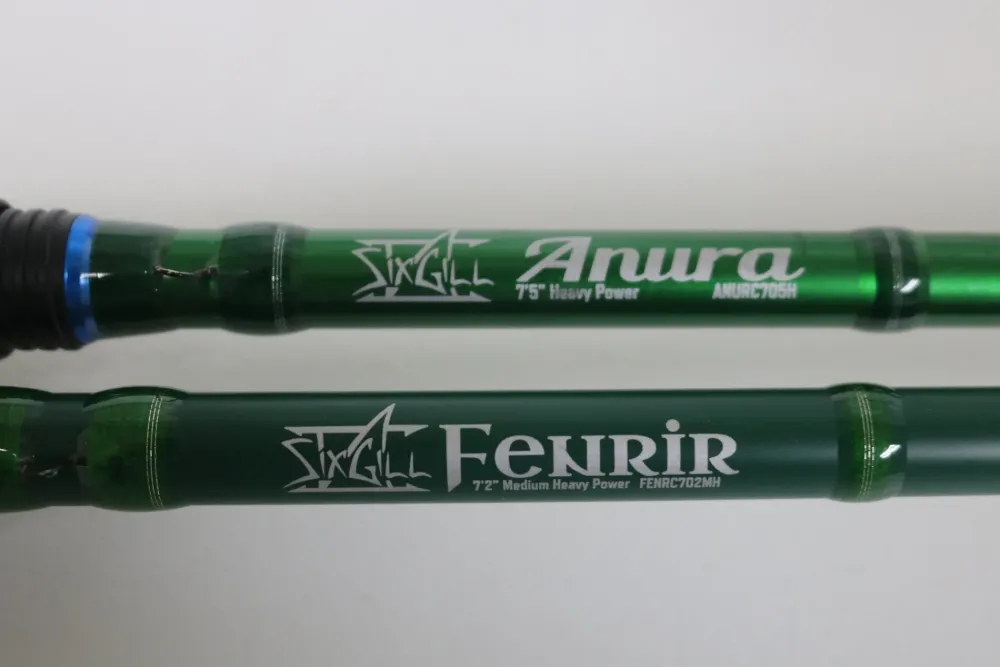 SIXGILL Anura
7'5" Heavy Power ANURC705H
SIXGILL FENRIR
7'2" Medium Heavy Power FENRC702MH